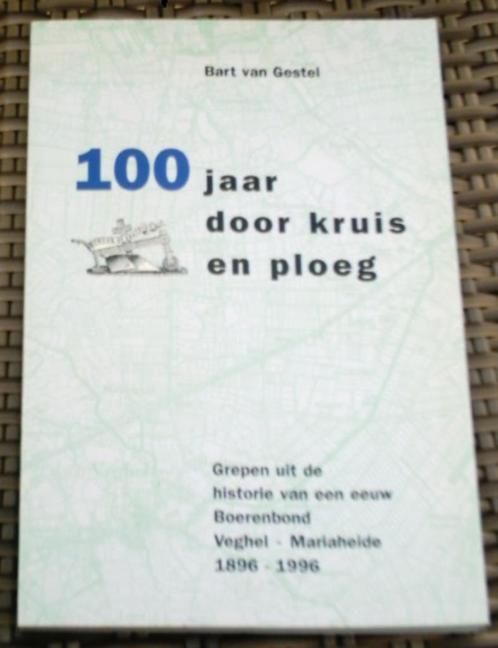 Bart van Gestel
100 jaar
door kruis
en ploeg
Grepen uit de
historie van een eeuw
Boerenbond
Veghel - Mariaheide
1896 - 1996